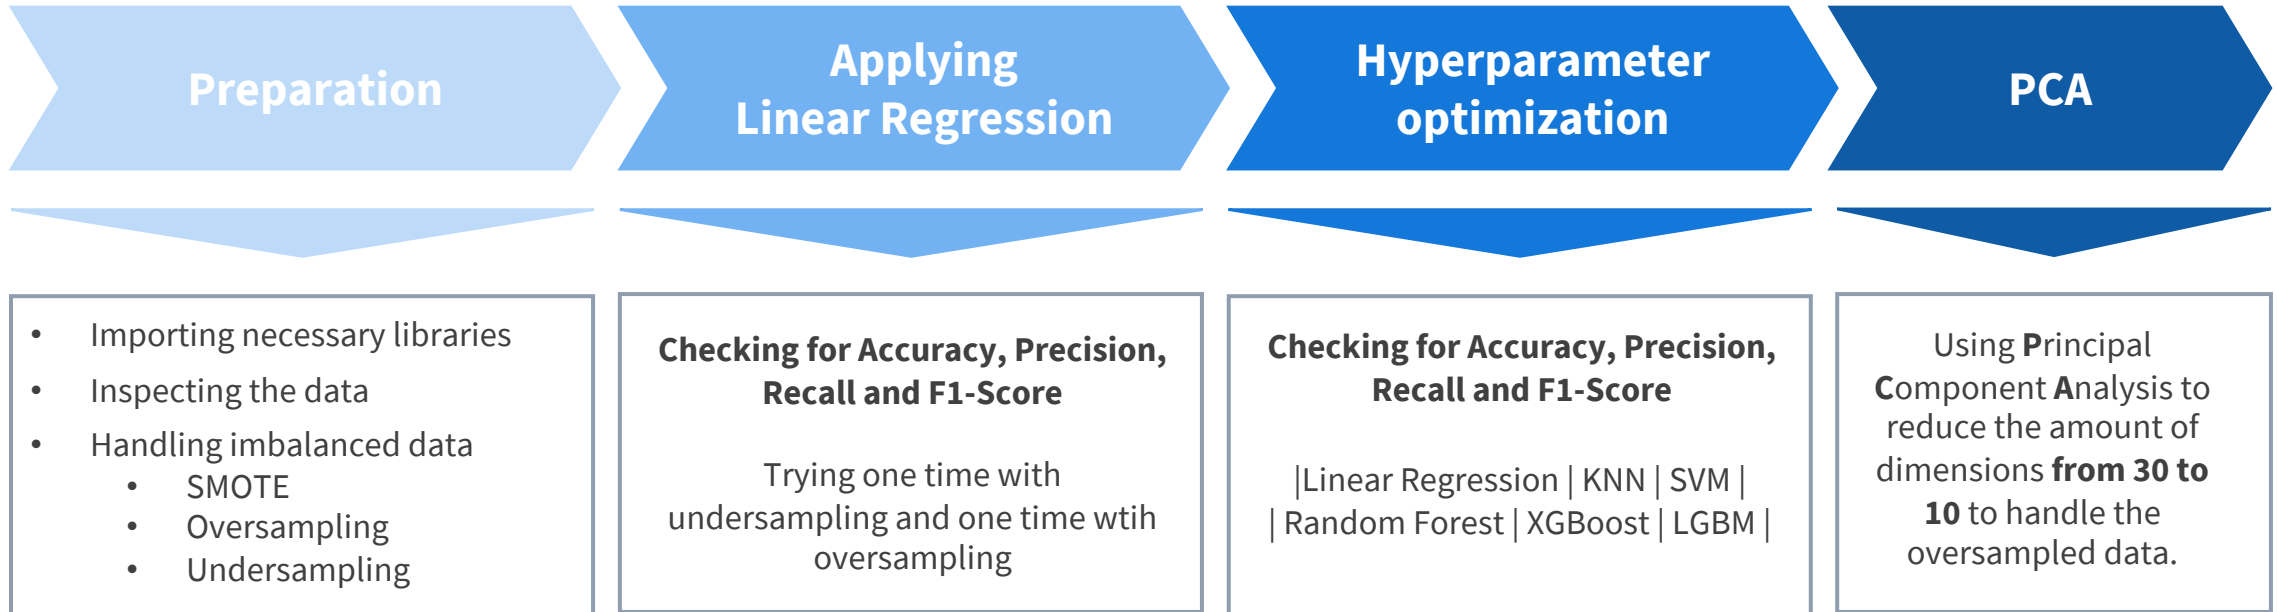 Preparation
Applying
Linear Regression
Hyperparameter
optimization
PCA
• Importing necessary libraries
• Inspecting the data
• Handling imbalanced data
• SMOTE
• Oversampling
• Undersampling
Checking for Accuracy, Precision,
Recall and F1-Score
Trying one time with
undersampling and one time wtih
oversampling
Checking for Accuracy, Precision,
Recall and F1-Score
|Linear Regression | KNN | SVM |
| Random Forest | XGBoost | LGBM |
Using Principal
Component Analysis to
reduce the amount of
dimensions from 30 to
10 to handle the
oversampled data.